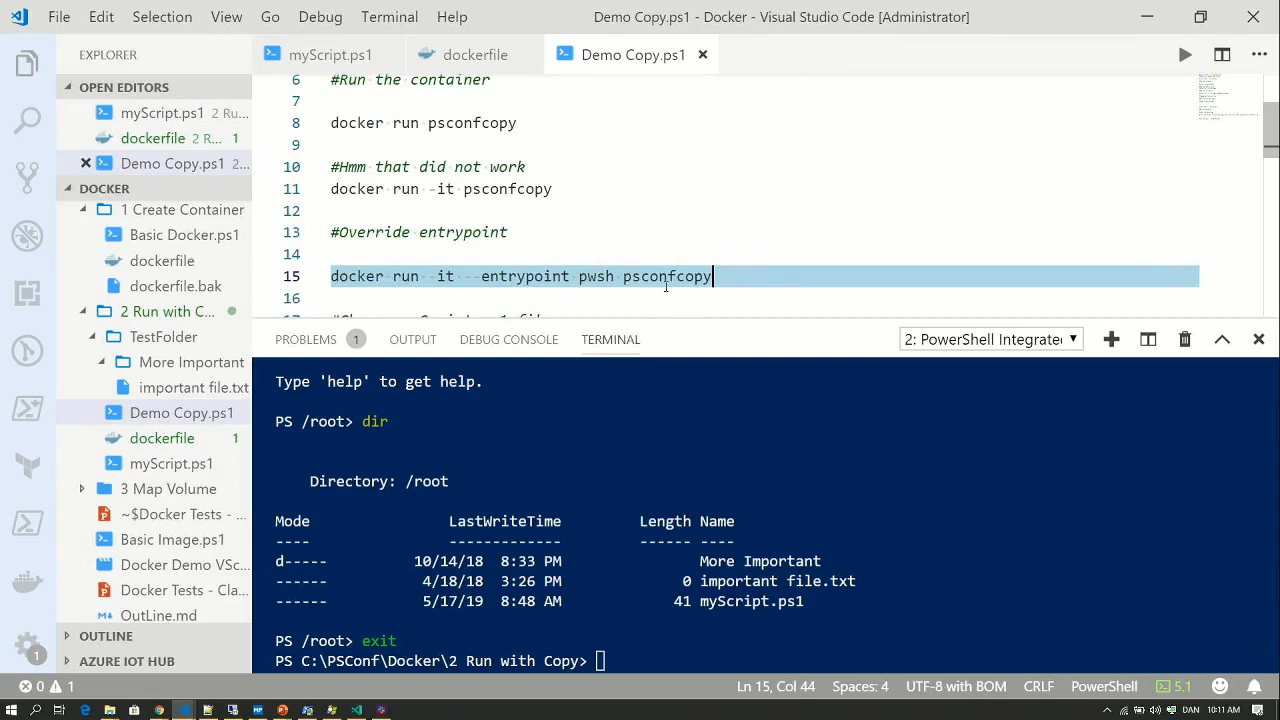 File Edit Selection View Go Debug Terminal Help Demo Copy.ps1 - Docker - Visual Studio Code [Administrator]
EXPLORER
OPEN EDITORS
myScript.ps1 2 Ru...
dockerfile 2 R... 1
Demo Copy.ps1 2...
DOCKER
1 Create Container
Basic Docker.ps1
dockerfile
dockerfile.bak
2 Run with C...
TestFolder
More Important
important file.txt
Demo Copy.ps1
dockerfile 1
myScript.ps1
3 Map Volume
~$Docker Tests - ...
Basic Image.ps1
Docker Demo VSc...
Docker Tests - Cla...
OutLine.md
OUTLINE
AZURE IOT HUB
1
myScript.ps1 dockerfile Demo Copy.ps1
6 #Run the container
7
8 docker run psconfcopy
9
10 #Hmm that did not work
11 docker run -it psconfcopy
12
13 #Override entrypoint
14
15 docker run -it --entrypoint pwsh psconfcopy
16
PROBLEMS 1 OUTPUT DEBUG CONSOLE TERMINAL 2: PowerShell Integrate
Type 'help' to get help.
PS /root> dir
Directory: /root
Mode LastWriteTime Length Name
---- ------------- ------ ----
d----- 10/14/18 8:33 PM More Important
------ 4/18/18 3:26 PM 0 important file.txt
------ 5/17/19 8:48 AM 41 myScript.ps1
PS /root> exit
PS C:\PSConf\Docker\2 Run with Copy>
0 1 Ln 15, Col 44 Spaces: 4 UTF-8 with BOM CRLF PowerShell 5.1
DAN 10:11 AM